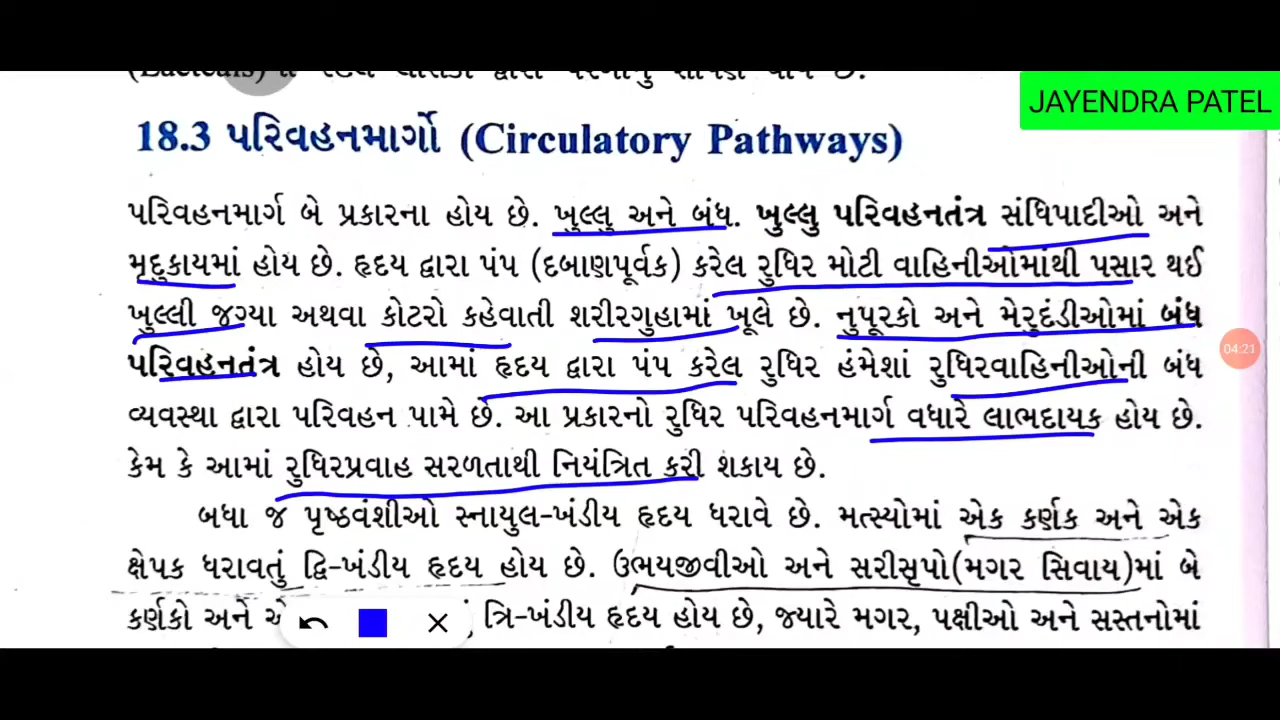 JAYENDRA PATEL
18.3 પરિવહનમાર્ગો (Circulatory Pathways)
પરિવહનમાર્ગ બે પ્રકારના હોય છે. ખુલ્લુ અને બંધ. ખુલ્લુ પરિવહનતંત્ર સંધિપાદીઓ અને
મૃદુકાયમાં હોય છે. હૃદય દ્વારા પંપ (દબાણપૂર્વક) કરેલ રુધિર મોટી વાહિનીઓમાંથી પસાર થઈ
ખુલ્લી જગ્યા અથવા કોટરો કહેવાતી શરીરગુહામાં ખૂલે છે. નુપૂરકો અને મેરુદંડીઓમાં બંધ
પરિવહનતંત્ર હોય છે, આમાં હૃદય દ્વારા પંપ કરેલ રુધિર હંમેશાં રુધિરવાહિનીઓની બંધ
04:21
વ્યવસ્થા દ્વારા પરિવહન પામે છે. આ પ્રકારનો રુધિર પરિવહનમાર્ગ વધારે લાભદાયક હોય છે.
કેમ કે આમાં રુધિરપ્રવાહ સરળતાથી નિયંત્રિત કરી શકાય છે.
બધા જ પૃષ્ઠવંશીઓ સ્નાયુલ-ખંડીય હૃદય ધરાવે છે. મત્સ્યોમાં એક કર્ણક અને એક
ક્ષેપક ધરાવતું દ્વિ-ખંડીય હૃદય હોય છે. ઉભયજીવીઓ અને સરીસૃપો(મગર સિવાય)માં બે
કર્ણકો અને ત્રિ-ખંડીય હૃદય હોય છે, જ્યારે મગર, પક્ષીઓ અને સસ્તનોમાં